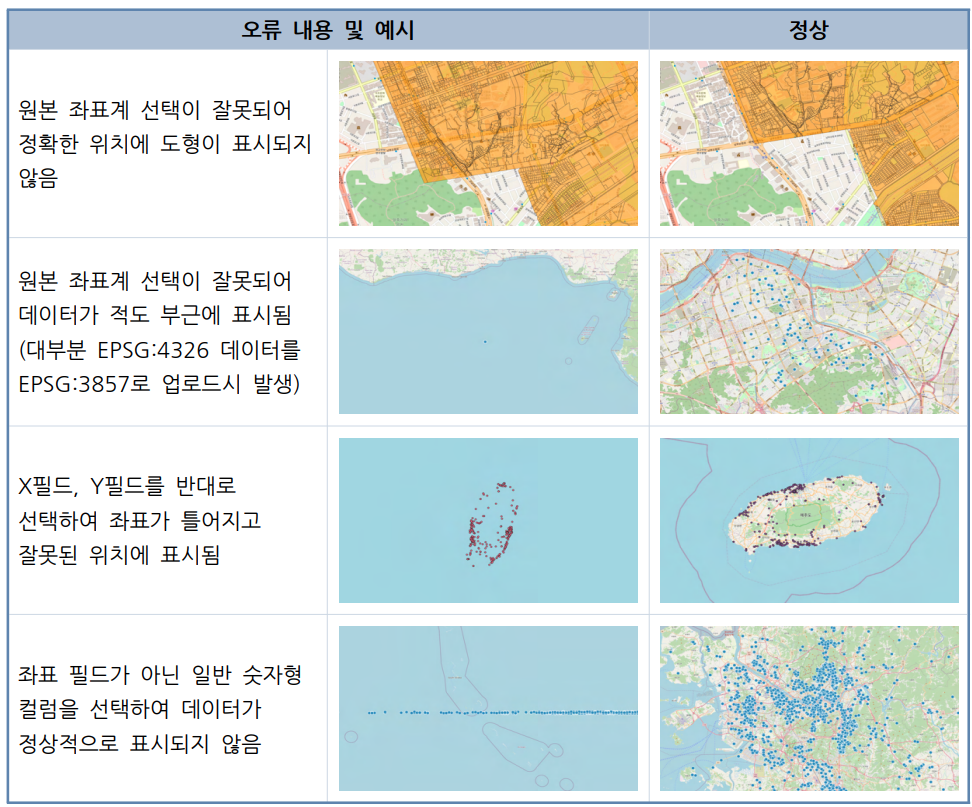 오류 내용 및 예시
정상
원본 좌표계 선택이 잘못되어
정확한 위치에 도형이 표시되지
않음
원본 좌표계 선택이 잘못되어
데이터가 적도 부근에 표시됨
(대부분 EPSG:4326 데이터를
EPSG:3857로 업로드시 발생)
X필드, Y필드를 반대로
선택하여 좌표가 틀어지고
잘못된 위치에 표시됨
좌표 필드가 아닌 일반 숫자형
컬럼을 선택하여 데이터가
정상적으로 표시되지 않음